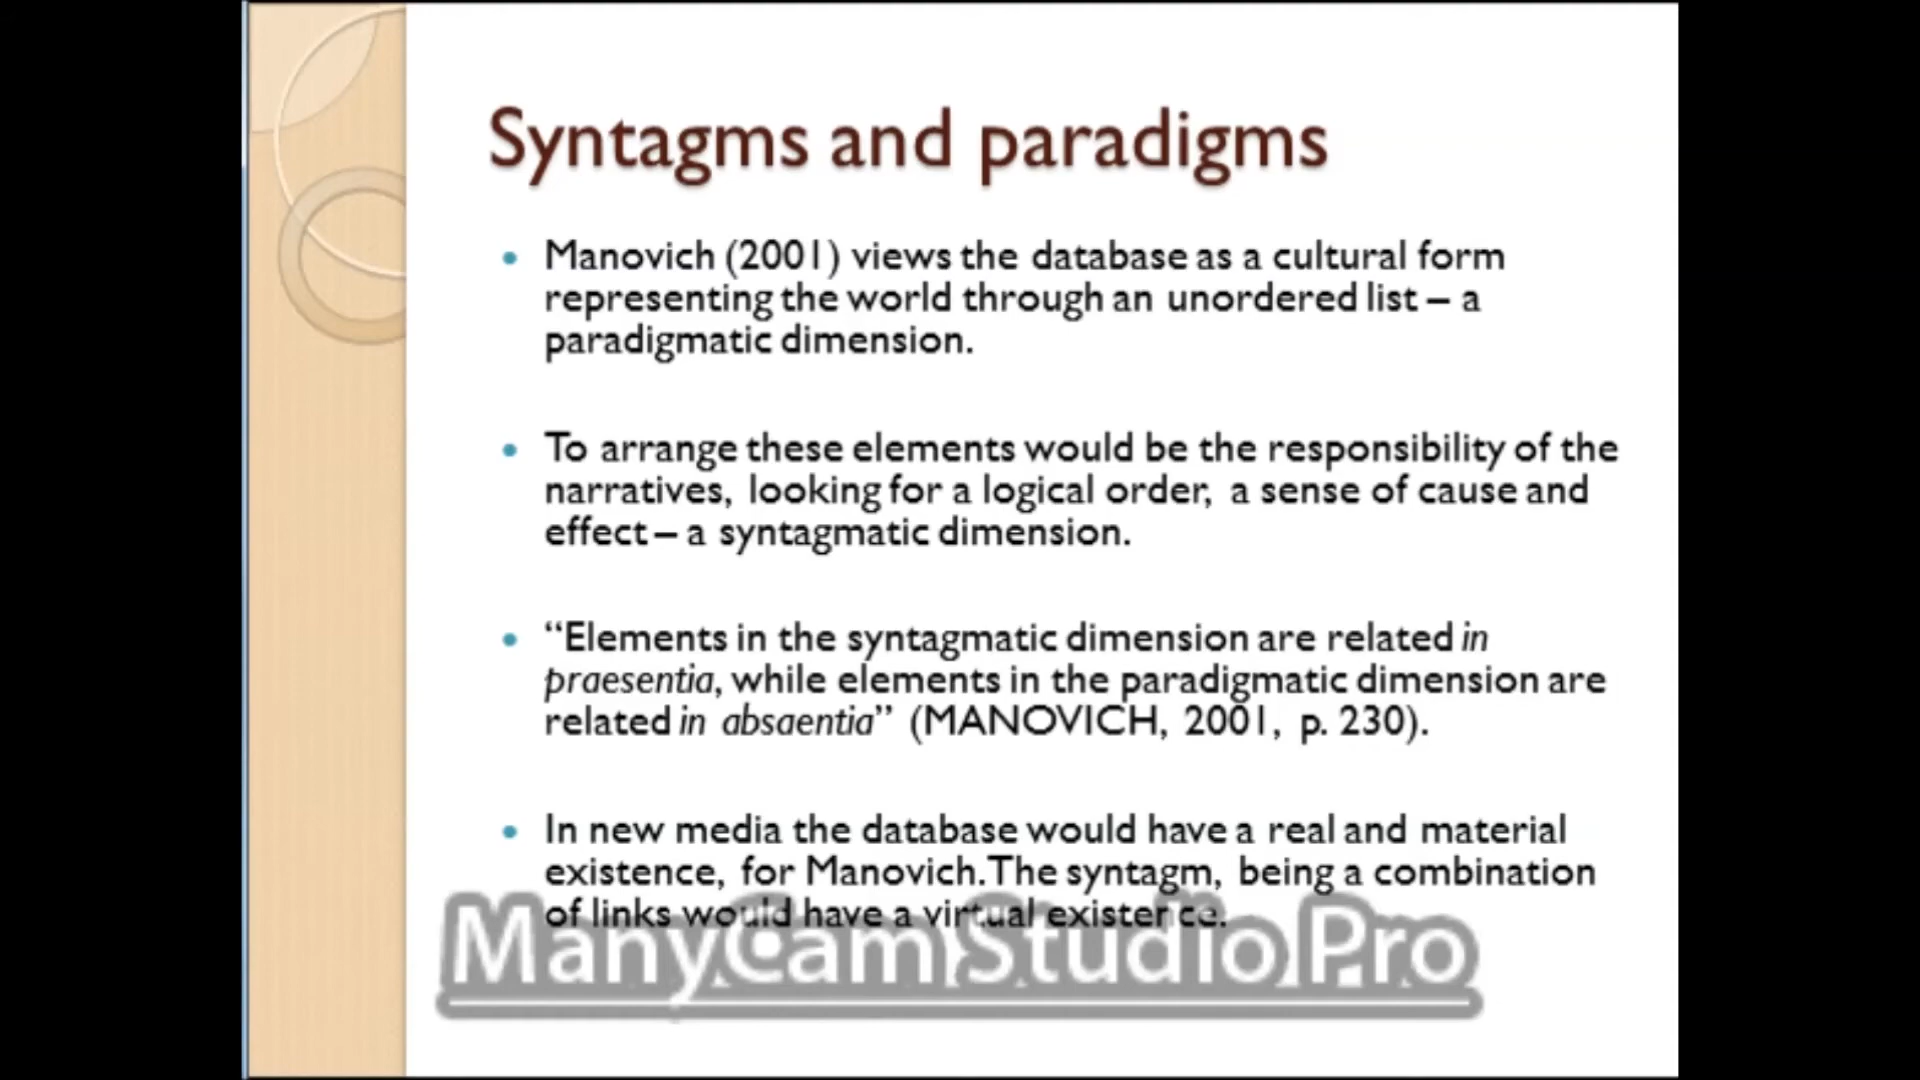 Syntagms and paradigms
• Manovich (2001) views the database as a cultural form
representing the world through an unordered list – a
paradigmatic dimension.
• To arrange these elements would be the responsibility of the
narratives, looking for a logical order, a sense of cause and
effect – a syntagmatic dimension.
• “Elements in the syntagmatic dimension are related in
praesentia, while elements in the paradigmatic dimension are
related in absaentia” (MANOVICH, 2001, p. 230).
• In new media the database would have a real and material
existence, for Manovich. The syntagm, being a combination
of links would have a virtual existence.
ManyCam Studio Pro